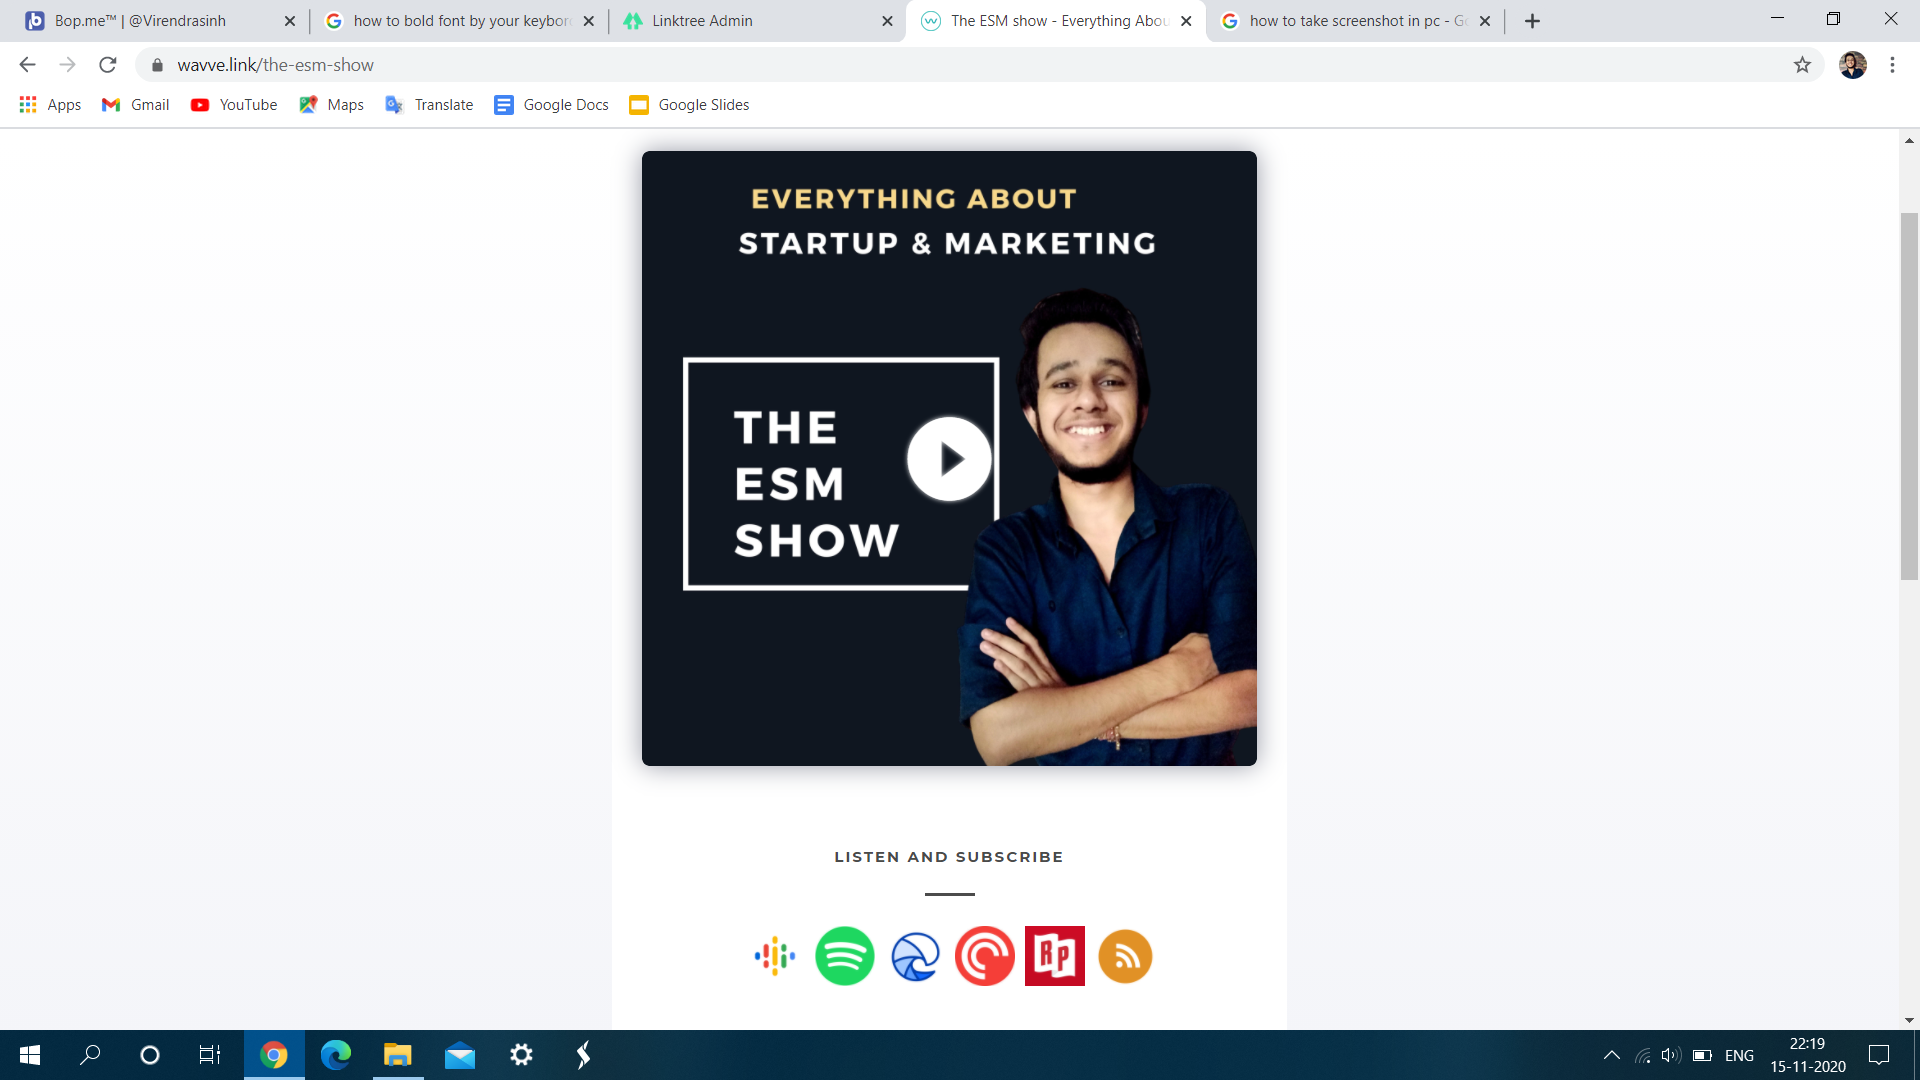 Bop.me™ | @Virendrasinh
how to bold font by your keybor
Linktree Admin
The ESM show - Everything Abou
how to take screenshot in pc - Go
wavve.link/the-esm-show
Apps
Gmail
YouTube
Maps
Translate
Google Docs
Google Slides
EVERYTHING ABOUT
STARTUP & MARKETING
THE
ESM
SHOW
LISTEN AND SUBSCRIBE
RP
ENG
22:19
15-11-2020